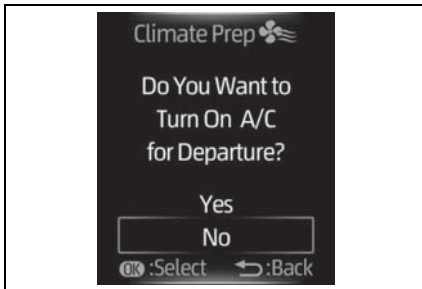 Climate Prep
Do You Want to
Turn On A/C
for Departure?
Yes
No
OK :Select :Back